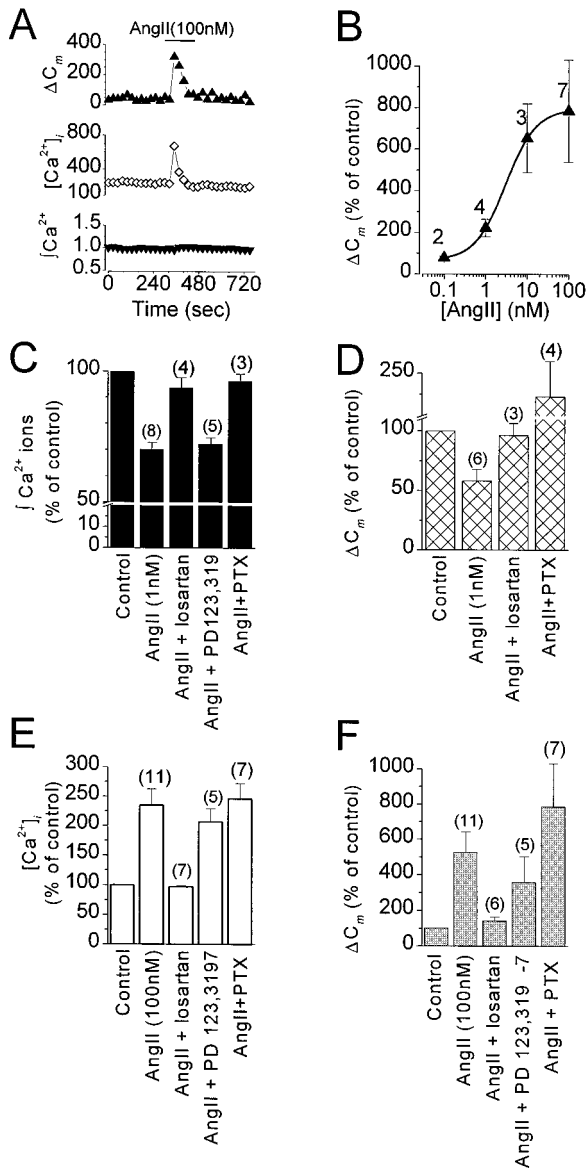 A
AngII(100nM)
ΔCm
400
200
0
[Ca2+]i
800
400
100
∫Ca2+
1.5
1.0
0.5
0 240 480 720
Time (sec)
B
ΔCm (% of control)
1000
800
600
400
200
0
2
4
3
7
0.1 1 10 100
[AngII] (nM)
C
∫ Ca2+ ions
(% of control)
100
50
10
0
(8)
(4)
(5)
(3)
Control
AngII (1nM)
AngII + losartan
AngII + PD123,319
AngII+PTX
D
ΔCm (% of control)
250
100
50
0
(6)
(3)
(4)
Control
AngII (1nM)
AngII + losartan
AngII+PTX
E
[Ca2+]i
(% of control)
300
250
200
150
100
50
0
(11)
(7)
(5)
(7)
Control
AngII (100nM)
AngII + losartan
AngII + PD 123,3197
AngII+PTX
F
ΔCm (% of control)
1000
800
600
400
200
0
(11)
(6)
(5)
(7)
Control
AngII (100nM)
AngII + losartan
AngII + PD 123,319 -7
AngII + PTX